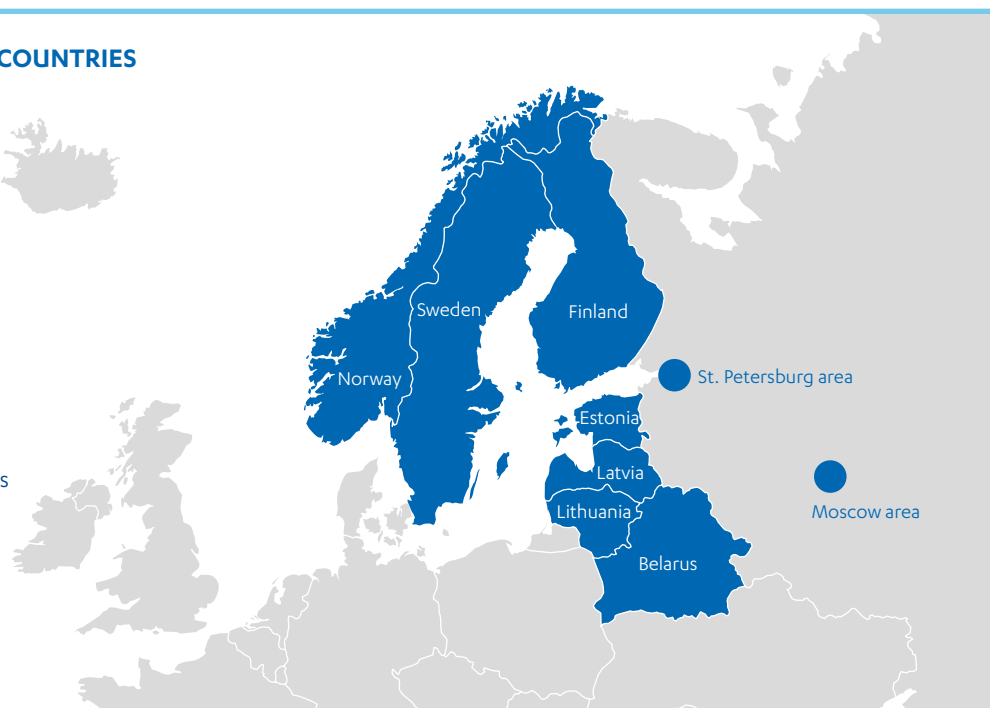 COUNTRIES
Sweden
Finland
Norway
St. Petersburg area
Estonia
Latvia
s
Lithuania
Moscow area
Belarus